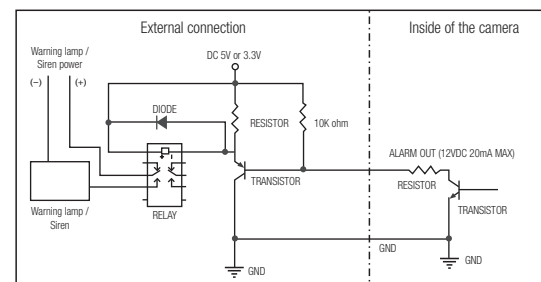 External connection
Inside of the camera
Warning lamp /
Siren power
(−)
(+)
DC 5V or 3.3V
DIODE
RESISTOR
10K ohm
ALARM OUT (12VDC 20mA MAX)
RESISTOR
TRANSISTOR
TRANSISTOR
Warning lamp /
Siren
RELAY
GND
GND
GND